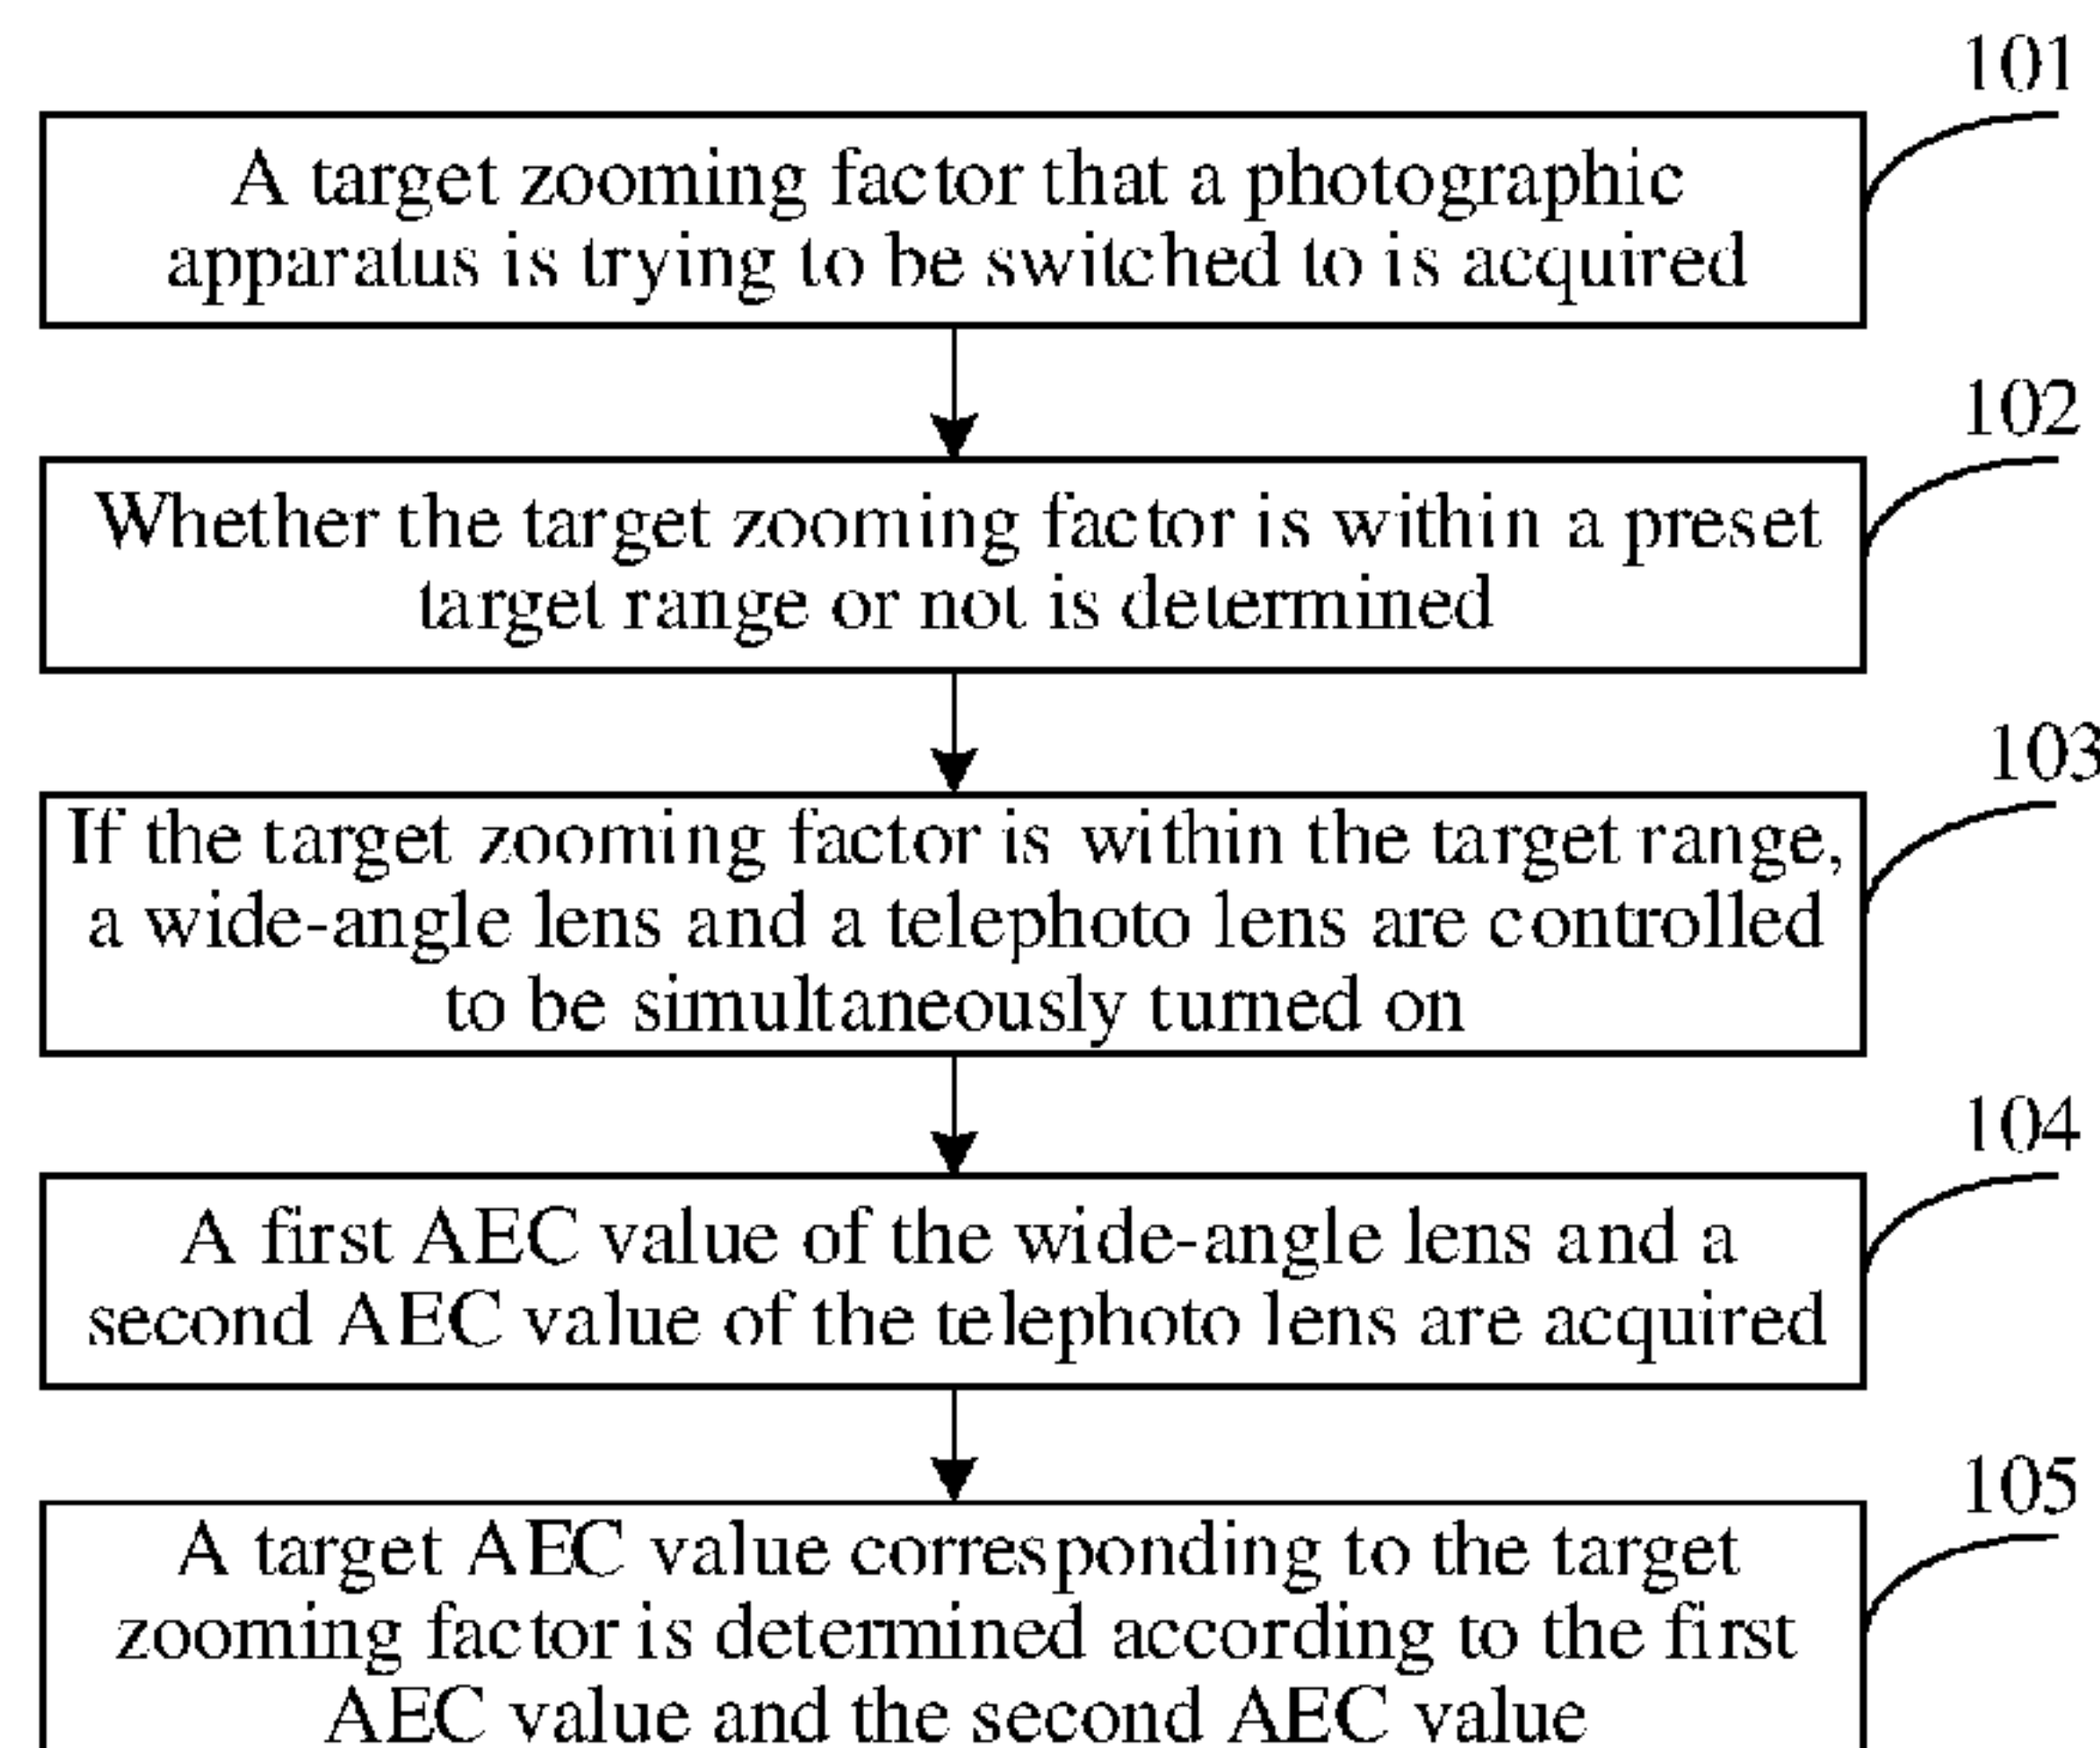 101
A target zooming factor that a photographic
apparatus is trying to be switched to is acquired
102
Whether the target zooming factor is within a preset
target range or not is determined
103
If the target zooming factor is within the target range,
a wide-angle lens and a telephoto lens are controlled
to be simultaneously turned on
104
A first AEC value of the wide-angle lens and a
second AEC value of the telephoto lens are acquired
105
A target AEC value corresponding to the target
zooming factor is determined according to the first
AEC value and the second AEC value